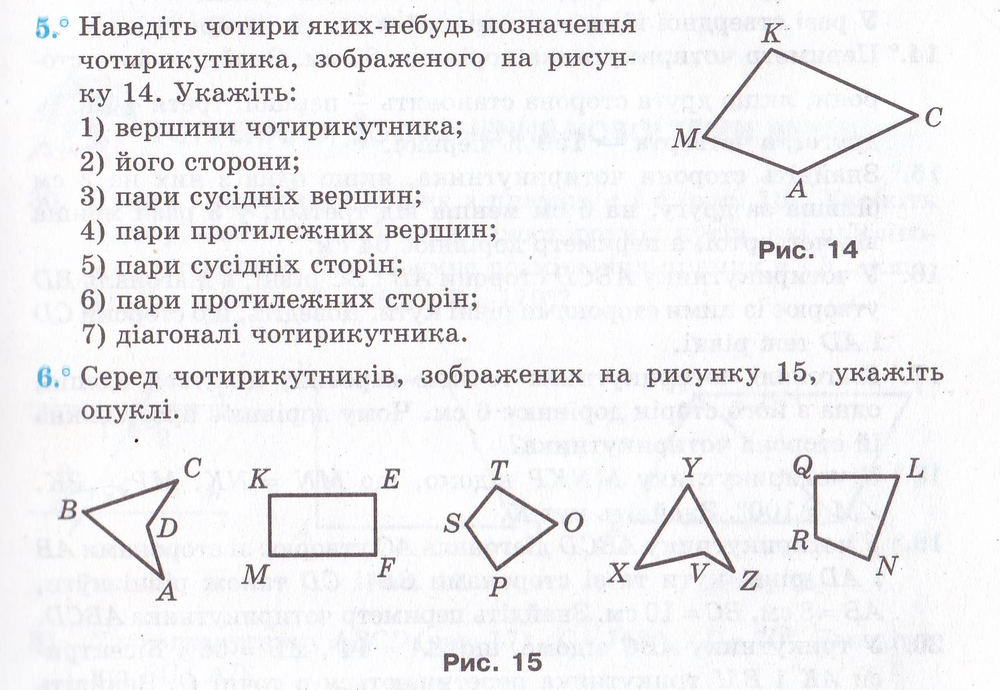 5.° Наведіть чотири яких-небудь позначення
чотирикутника, зображеного на рисун-
ку 14. Укажіть:
1) вершини чотирикутника;
2) його сторони;
3) пари сусідніх вершин;
4) пари протилежних вершин;
5) пари сусідніх сторін;
6) пари протилежних сторін;
7) діагоналі чотирикутника.
K
C
M
A
Рис. 14
6.° Серед чотирикутників, зображених на рисунку 15, укажіть
опуклі.
C
B
D
A
K E
M F
T
S O
P
Y
X V Z
Q L
R
N
Рис. 15